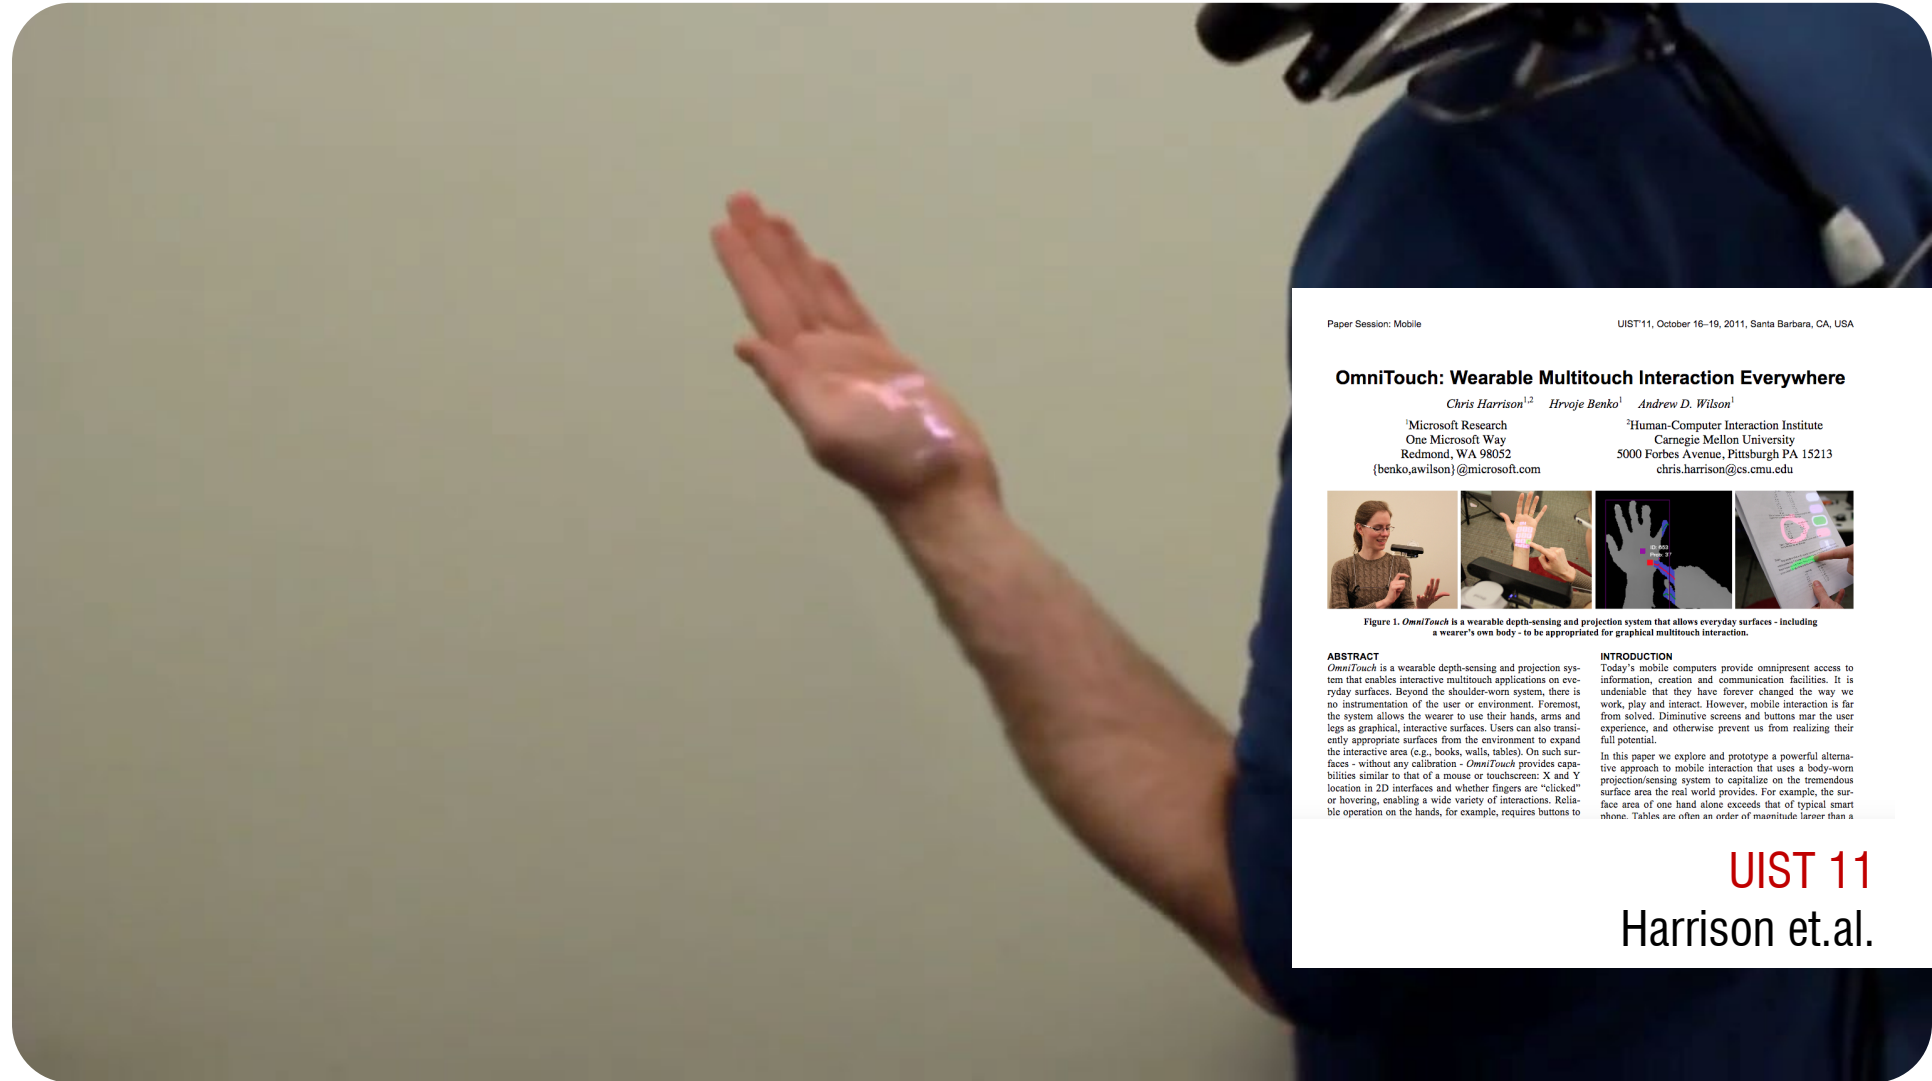 Paper Session: Mobile
UIST'11, October 16–19, 2011, Santa Barbara, CA, USA
OmniTouch: Wearable Multitouch Interaction Everywhere
Chris Harrison1,2 Hrvoje Benko1 Andrew D. Wilson1
1Microsoft Research
One Microsoft Way
Redmond, WA 98052
{benko,awilson}@microsoft.com
2Human-Computer Interaction Institute
Carnegie Mellon University
5000 Forbes Avenue, Pittsburgh PA 15213
chris.harrison@cs.cmu.edu
ID: 653
Prob: 37
Figure 1. OmniTouch is a wearable depth-sensing and projection system that allows everyday surfaces - including
a wearer's own body - to be appropriated for graphical multitouch interaction.
ABSTRACT
OmniTouch is a wearable depth-sensing and projection sys-
tem that enables interactive multitouch applications on eve-
ryday surfaces. Beyond the shoulder-worn system, there is
no instrumentation of the user or environment. Foremost,
the system allows the wearer to use their hands, arms and
legs as graphical, interactive surfaces. Users can also transi-
ently appropriate surfaces from the environment to expand
the interactive area (e.g., books, walls, tables). On such sur-
faces - without any calibration - OmniTouch provides capa-
bilities similar to that of a mouse or touchscreen: X and Y
location in 2D interfaces and whether fingers are “clicked”
or hovering, enabling a wide variety of interactions. Relia-
ble operation on the hands, for example, requires buttons to
INTRODUCTION
Today's mobile computers provide omnipresent access to
information, creation and communication facilities. It is
undeniable that they have forever changed the way we
work, play and interact. However, mobile interaction is far
from solved. Diminutive screens and buttons mar the user
experience, and otherwise prevent us from realizing their
full potential.
In this paper we explore and prototype a powerful alterna-
tive approach to mobile interaction that uses a body-worn
projection/sensing system to capitalize on the tremendous
surface area the real world provides. For example, the sur-
face area of one hand alone exceeds that of typical smart
phone. Tables are often an order of magnitude larger than a
UIST 11
Harrison et.al.